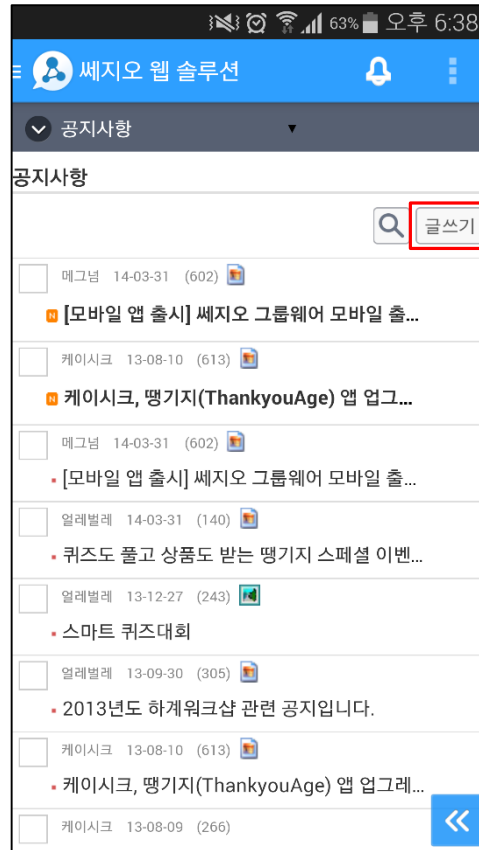 63% 오후 6:38
쎄지오 웹 솔루션
공지사항
공지사항
글쓰기
메그넘 14-03-31 (602)
N [모바일 앱 출시] 쎄지오 그룹웨어 모바일 출...
케이시크 13-08-10 (613)
N 케이시크, 땡기지(ThankyouAge) 앱 업그...
메그넘 14-03-31 (602)
[모바일 앱 출시] 쎄지오 그룹웨어 모바일 출...
얼레벌레 14-03-31 (140)
퀴즈도 풀고 상품도 받는 땡기지 스페셜 이벤...
얼레벌레 13-12-27 (243)
스마트 퀴즈대회
얼레벌레 13-09-30 (305)
2013년도 하계워크샵 관련 공지입니다.
케이시크 13-08-10 (613)
케이시크, 땡기지(ThankyouAge) 앱 업그레...
케이시크 13-08-09 (266)